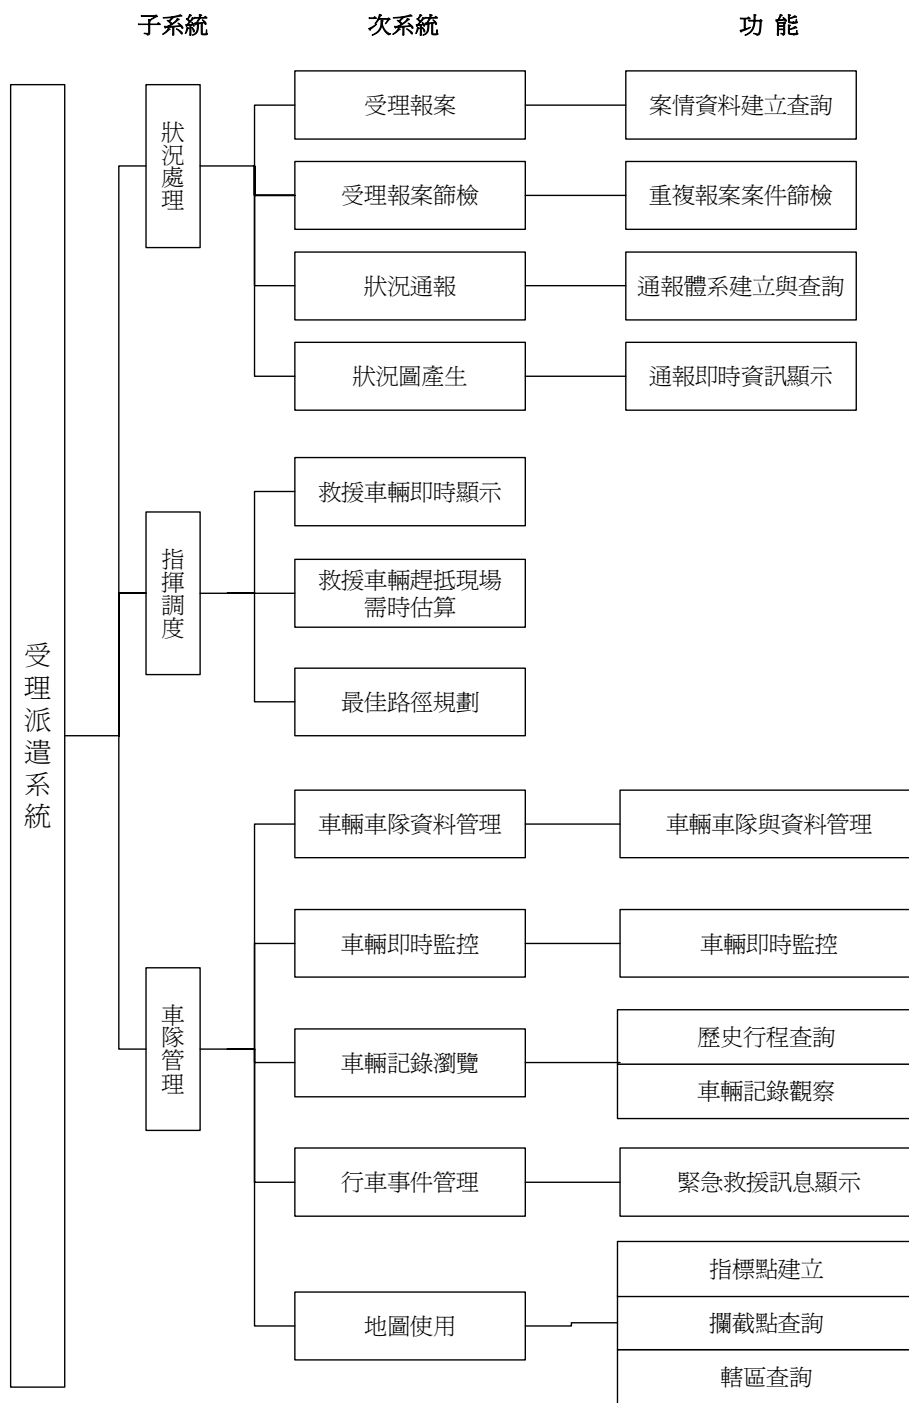 子系統 次系統 功 能
受理派遣系統
狀況處理
受理報案 案情資料建立查詢
受理報案篩檢 重複報案案件篩檢
狀況通報 通報體系建立與查詢
狀況圖產生 通報即時資訊顯示
指揮調度
救援車輛即時顯示
救援車輛趕抵現場
需時估算
最佳路徑規劃
車隊管理
車輛車隊資料管理 車輛車隊與資料管理
車輛即時監控 車輛即時監控
車輛記錄瀏覽
歷史行程查詢
車輛記錄觀察
行車事件管理 緊急救援訊息顯示
地圖使用
指標點建立
攔截點查詢
轄區查詢